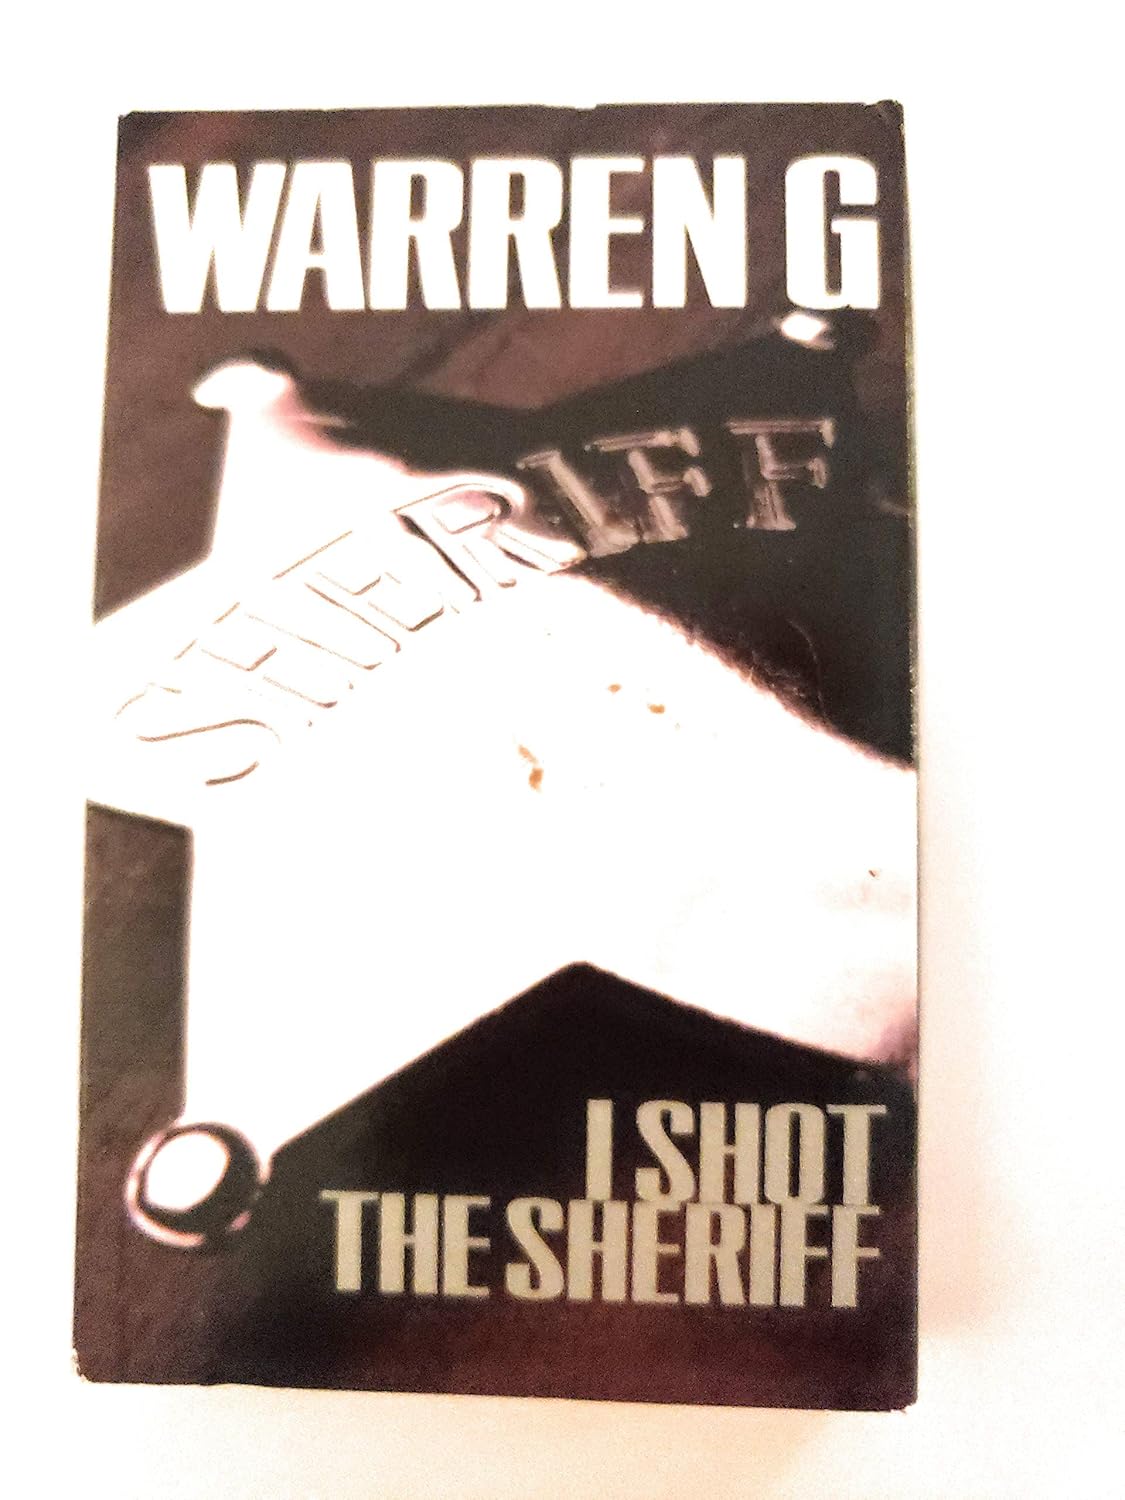 WARREN G
SHERIFF
I SHOT
THE SHERIFF